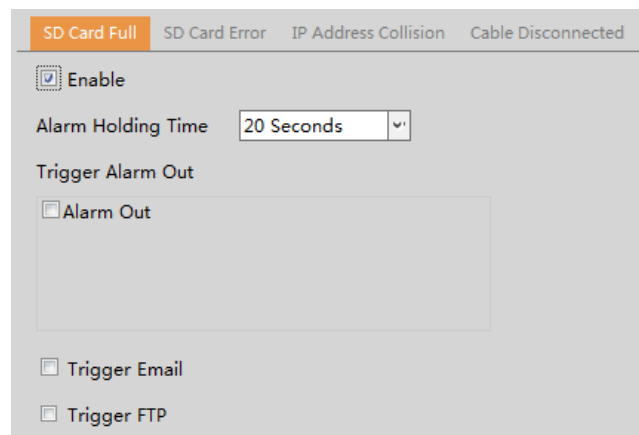 SD Card Full SD Card Error IP Address Collision Cable Disconnected
Enable
Alarm Holding Time 20 Seconds
Trigger Alarm Out
Alarm Out
Trigger Email
Trigger FTP